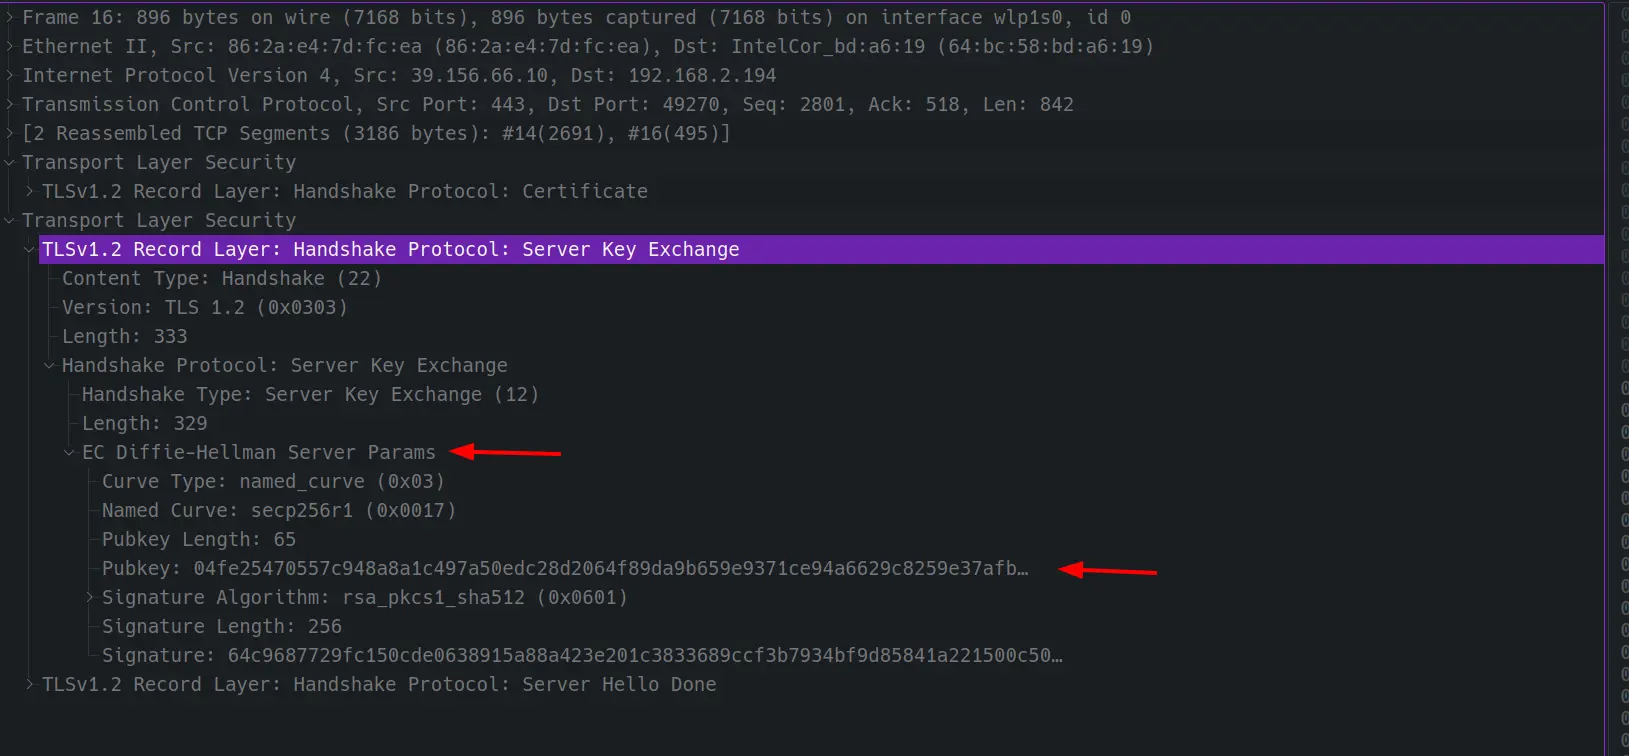 Frame 16: 896 bytes on wire (7168 bits), 896 bytes captured (7168 bits) on interface wlp1s0, id 0
Ethernet II, Src: 86:2a:e4:7d:fc:ea (86:2a:e4:7d:fc:ea), Dst: IntelCor_bd:a6:19 (64:bc:58:bd:a6:19)
Internet Protocol Version 4, Src: 39.156.66.10, Dst: 192.168.2.194
Transmission Control Protocol, Src Port: 443, Dst Port: 49270, Seq: 2801, Ack: 518, Len: 842
[2 Reassembled TCP Segments (3186 bytes): #14(2691), #16(495)]
Transport Layer Security
TLSv1.2 Record Layer: Handshake Protocol: Certificate
Transport Layer Security
TLSv1.2 Record Layer: Handshake Protocol: Server Key Exchange
Content Type: Handshake (22)
Version: TLS 1.2 (0x0303)
Length: 333
Handshake Protocol: Server Key Exchange
Handshake Type: Server Key Exchange (12)
Length: 329
EC Diffie-Hellman Server Params
Curve Type: named_curve (0x03)
Named Curve: secp256r1 (0x0017)
Pubkey Length: 65
Pubkey: 04fe25470557c948a8a1c497a50edc28d2064f89da9b659e9371ce94a6629c8259e37afb…
Signature Algorithm: rsa_pkcs1_sha512 (0x0601)
Signature Length: 256
Signature: 64c9687729fc150cde0638915a88a423e201c3833689ccf3b7934bf9d85841a221500c50…
TLSv1.2 Record Layer: Handshake Protocol: Server Hello Done